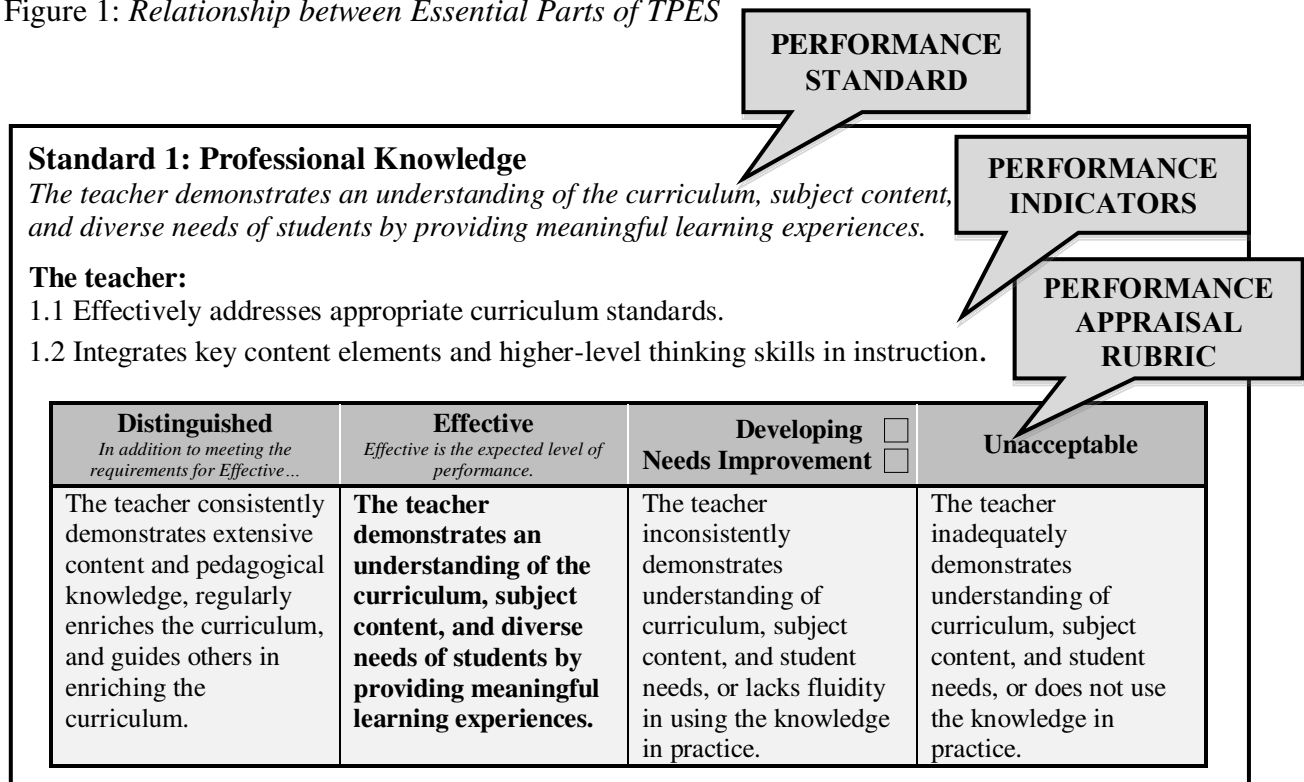 Figure 1: Relationship between Essential Parts of TPES
PERFORMANCE
STANDARD
Standard 1: Professional Knowledge
The teacher demonstrates an understanding of the curriculum, subject content,
and diverse needs of students by providing meaningful learning experiences.
PERFORMANCE
INDICATORS
The teacher:
1.1 Effectively addresses appropriate curriculum standards.
1.2 Integrates key content elements and higher-level thinking skills in instruction.
PERFORMANCE
APPRAISAL
RUBRIC
Distinguished
In addition to meeting the
requirements for Effective…
Effective
Effective is the expected level of
performance.
Developing ☐
Needs Improvement ☐
Unacceptable
The teacher consistently
demonstrates extensive
content and pedagogical
knowledge, regularly
enriches the curriculum,
and guides others in
enriching the
curriculum.
The teacher
demonstrates an
understanding of the
curriculum, subject
content, and diverse
needs of students by
providing meaningful
learning experiences.
The teacher
inconsistently
demonstrates
understanding of
curriculum, subject
content, and student
needs, or lacks fluidity
in using the knowledge
in practice.
The teacher
inadequately
demonstrates
understanding of
curriculum, subject
content, and student
needs, or does not use
the knowledge in
practice.